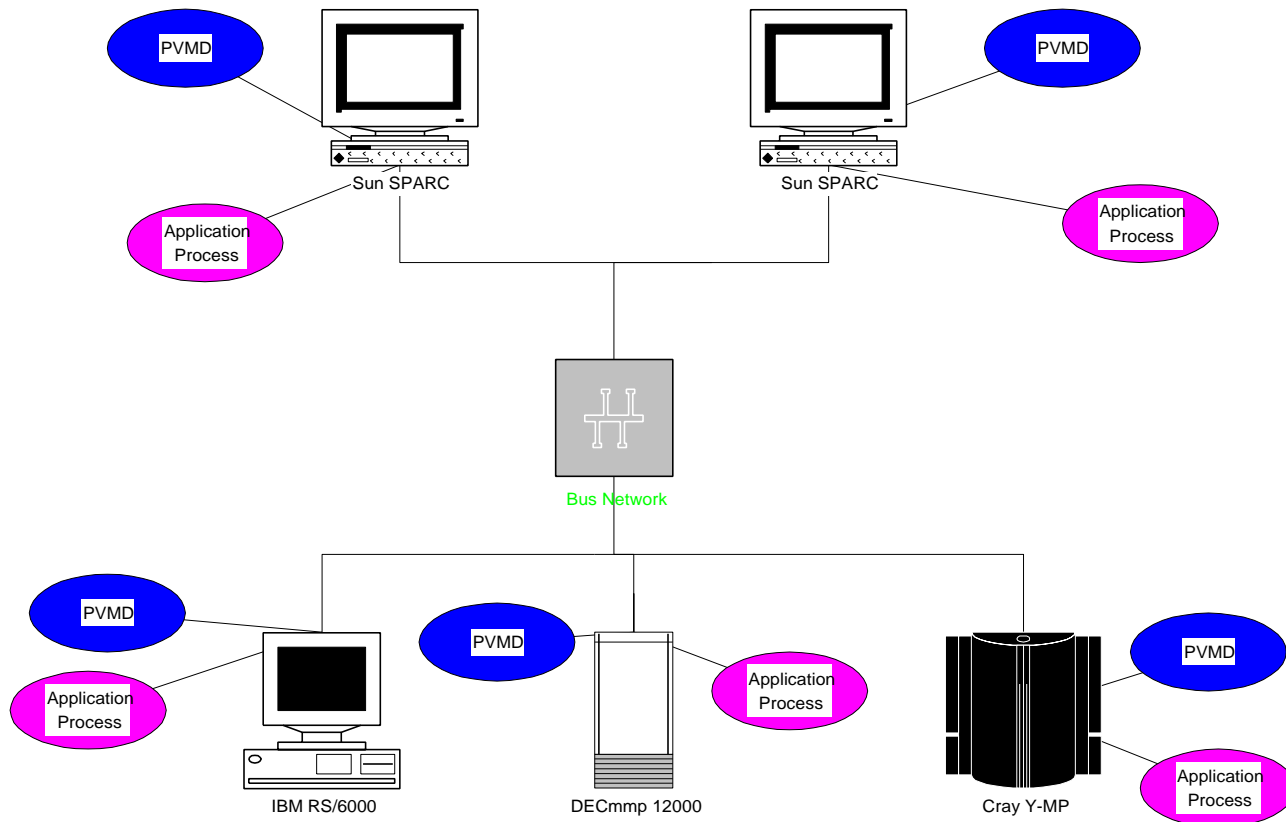 PVMD
PVMD
Sun SPARC
Sun SPARC
Application
Process
Application
Process
Bus Network
PVMD
PVMD
PVMD
Application
Process
Application
Process
Application
Process
IBM RS/6000
DECmmp 12000
Cray Y-MP